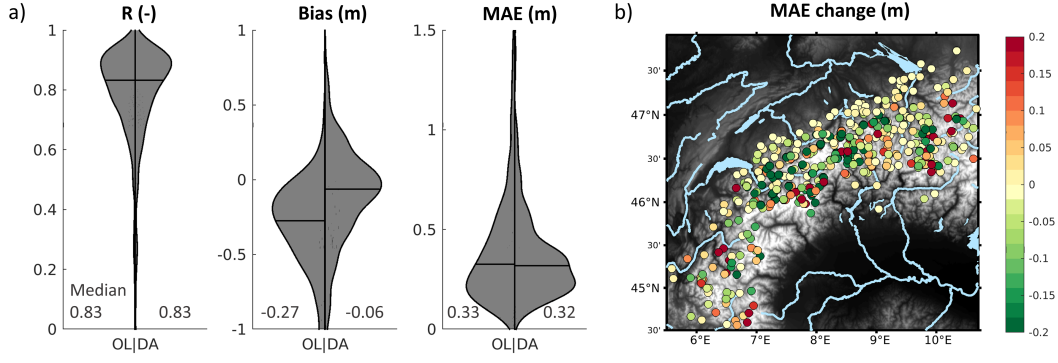 a)
R (-)
1
0.8
0.6
0.4
0.2
0
Median
0.83 0.83
OL|DA
Bias (m)
1
0.5
0
-0.5
-1
-0.27 -0.06
OL|DA
MAE (m)
1.5
1
0.5
0
0.33 0.32
OL|DA
b)
MAE change (m)
30'
47°N
30'
46°N
30'
45°N
30'
6°E 7°E 8°E 9°E 10°E
0.2
0.15
0.1
0.05
0
-0.05
-0.1
-0.15
-0.2